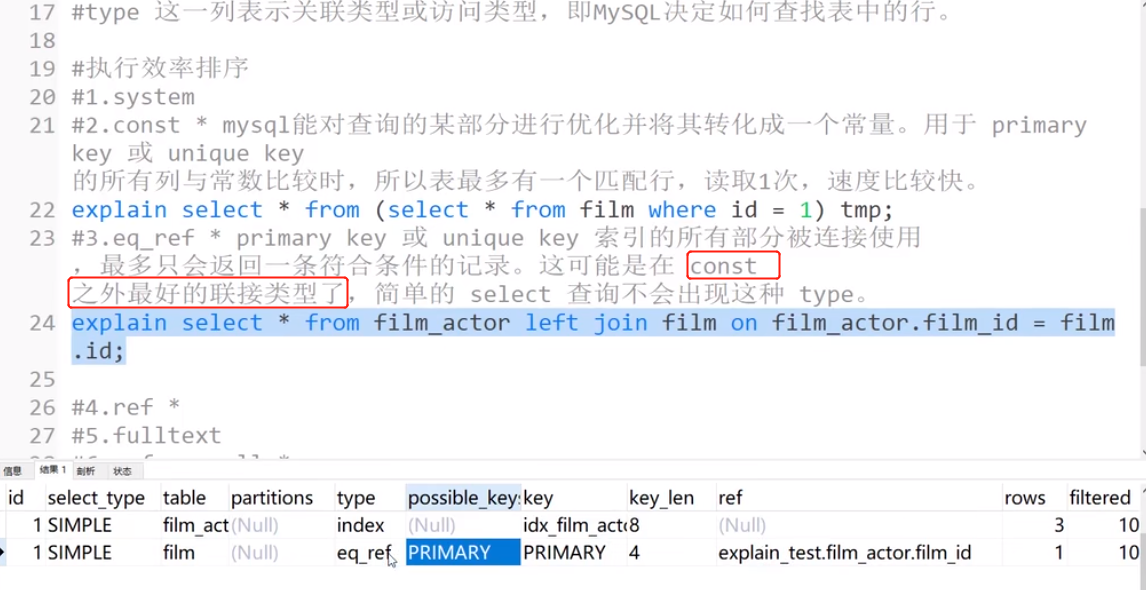 17 #type 这一列表示关联类型或访问类型，即MySQL决定如何查找表中的行。
18
19 #执行效率排序
20 #1.system
21 #2.const * mysql能对查询的某部分进行优化并将其转化成一个常量。用于 primary
key 或 unique key
的所有列与常数比较时，所以表最多有一个匹配行，读取1次，速度比较快。
22 explain select * from (select * from film where id = 1) tmp;
23 #3.eq_ref * primary key 或 unique key 索引的所有部分被连接使用
，最多只会返回一条符合条件的记录。这可能是在 const
之外最好的联接类型了，简单的 select 查询不会出现这种 type。
24 explain select * from film_actor left join film on film_actor.film_id = film
.id;
25
26 #4.ref *
27 #5.fulltext
信息 结果 1 剖析 状态
id select_type table partitions type possible_keys key key_len ref rows filtered
1 SIMPLE film_act (Null) index (Null) idx_film_acto 8 (Null) 3 10
1 SIMPLE film (Null) eq_ref PRIMARY PRIMARY 4 explain_test.film_actor.film_id 1 10